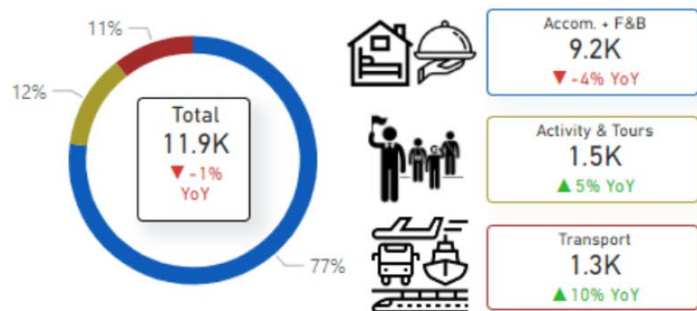 11%
12%
77%
Total
11.9K
▼ -1%
YoY
Accom. + F&B
9.2K
▼ -4% YoY
Activity & Tours
1.5K
▲ 5% YoY
Transport
1.3K
▲ 10% YoY